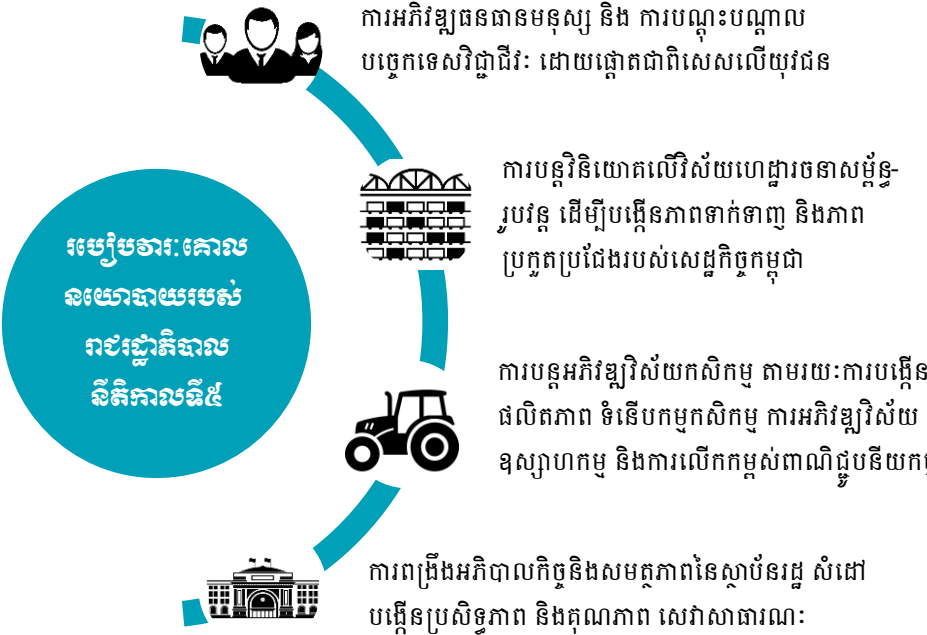 ការអភិវឌ្ឍធនធានមនុស្ស និង ការបណ្តុះបណ្តាល
បច្ចេកទេសវិជ្ជាជីវៈ ដោយផ្តោតជាពិសេសលើយុវជន
ការបន្តវិនិយោគលើវិស័យហេដ្ឋារចនាសម្ព័ន្ធ-
រូបវន្ត ដើម្បីបង្កើនភាពទាក់ទាញ និងភាព
ប្រកួតប្រជែងរបស់សេដ្ឋកិច្ចកម្ពុជា
របៀបវារៈគោល
នយោបាយរបស់
រាជរដ្ឋាភិបាល
នីតិកាលទី៥
ការបន្តអភិវឌ្ឍវិស័យកសិកម្ម តាមរយៈការបង្កើន
ផលិតភាព ទំនើបកម្មកសិកម្ម ការអភិវឌ្ឍវិស័យ
ឧស្សាហកម្ម និងការលើកកម្ពស់ពាណិជ្ជូបនីយកម្ម
ការពង្រឹងអភិបាលកិច្ចនិងសមត្ថភាពនៃស្ថាប័នរដ្ឋ សំដៅ
បង្កើនប្រសិទ្ធភាព និងគុណភាព សេវាសាធារណៈ